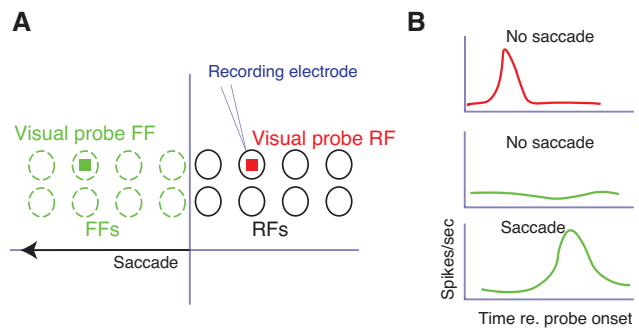 A
Recording electrode
Visual probe FF
Visual probe RF
FFs
RFs
Saccade
B
No saccade
No saccade
Saccade
Spikes/sec
Time re. probe onset